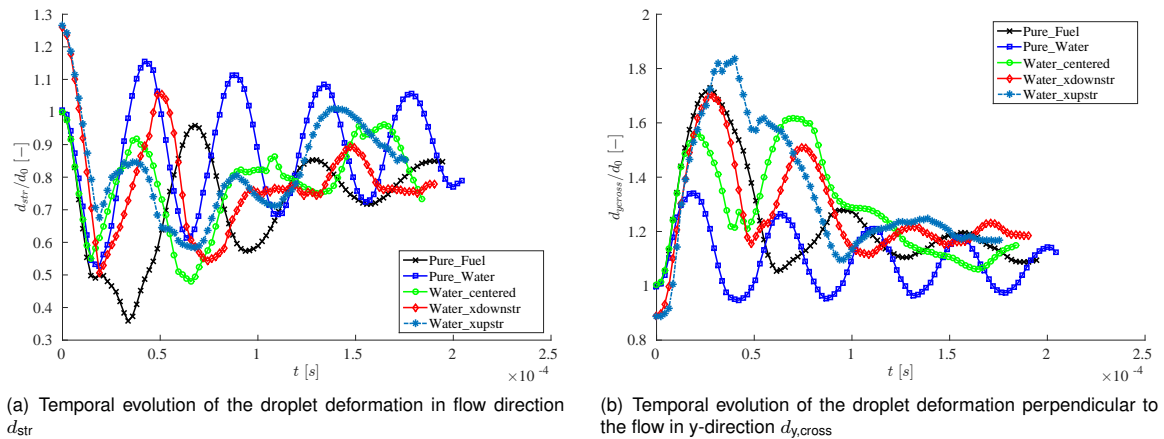 1.3
1.2
1.1
1
0.9
0.8
0.7
0.6
0.5
0.4
0.3
d_str/d_0 [−]
0 0.5 1 1.5 2 2.5
t [s] ×10^-4
Pure_Fuel
Pure_Water
Water_centered
Water_xdownstr
Water_xupstr
(a) Temporal evolution of the droplet deformation in flow direction
d_str
2
1.8
1.6
1.4
1.2
1
0.8
d_ycross/d_0 [−]
0 0.5 1 1.5 2 2.5
t [s] ×10^-4
Pure_Fuel
Pure_Water
Water_centered
Water_xdownstr
Water_xupstr
(b) Temporal evolution of the droplet deformation perpendicular to
the flow in y-direction d_y,cross